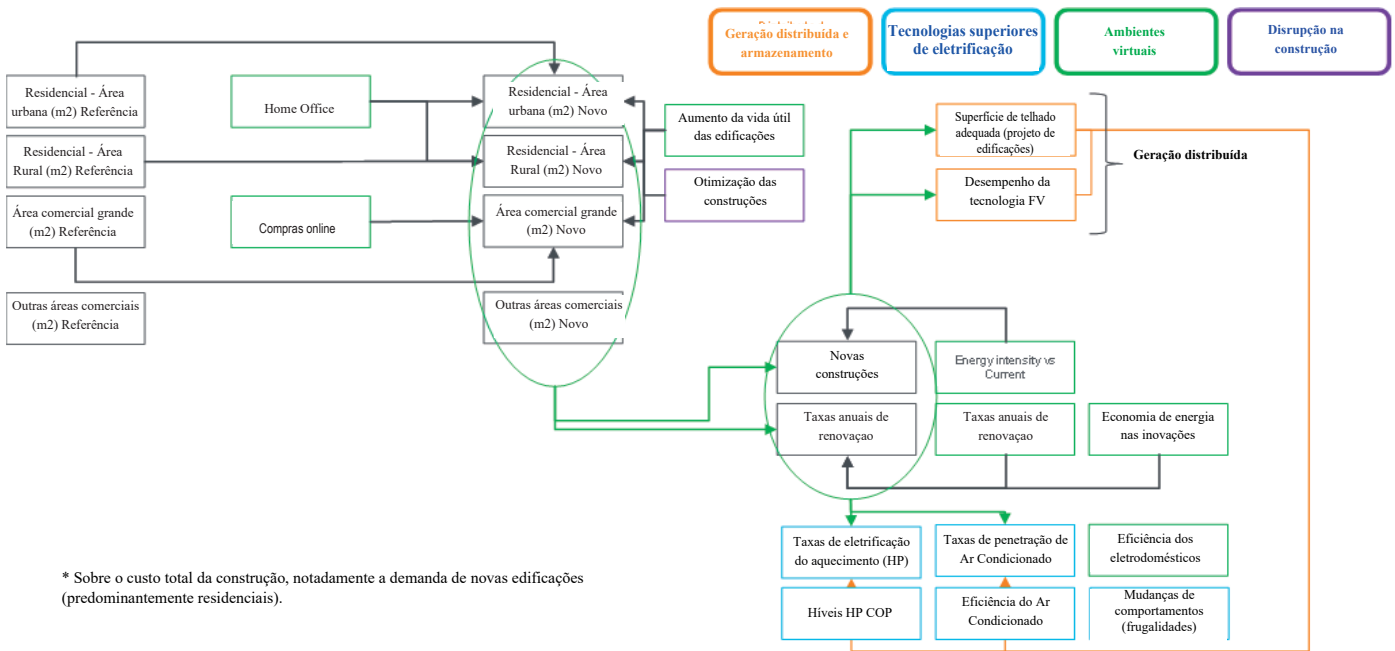 Geração distribuída e
armazenamento
Tecnologias superiores
de eletrificação
Ambientes
virtuais
Disrupção na
construção
Residencial - Área
urbana (m2) Referência
Home Office
Residencial - Área
urbana (m2) Novo
Aumento da vida útil
das edificações
Superfície de telhado
adequada (projeto de
edificações)
Residencial - Área
Rural (m2) Referência
Residencial - Área
Rural (m2) Novo
Otimização das
construções
Desempenho da
tecnologia FV
Geração distribuída
Área comercial grande
(m2) Referência
Compras online
Área comercial grande
(m2) Novo
Outras áreas comerciais
(m2) Referência
Outras áreas comerciais
(m2) Novo
Novas
construções
Energy intensity vs
Current
Taxas anuais de
renovaçao
Taxas anuais de
renovaçao
Economia de energia
nas inovações
Taxas de eletrificação
do aquecimento (HP)
Taxas de penetração de
Ar Condicionado
Eficiência dos
eletrodomésticos
Híveis HP COP
Eficiência do Ar
Condicionado
Mudanças de
comportamentos
(frugalidades)
* Sobre o custo total da construção, notadamente a demanda de novas edificações
(predominantemente residenciais).